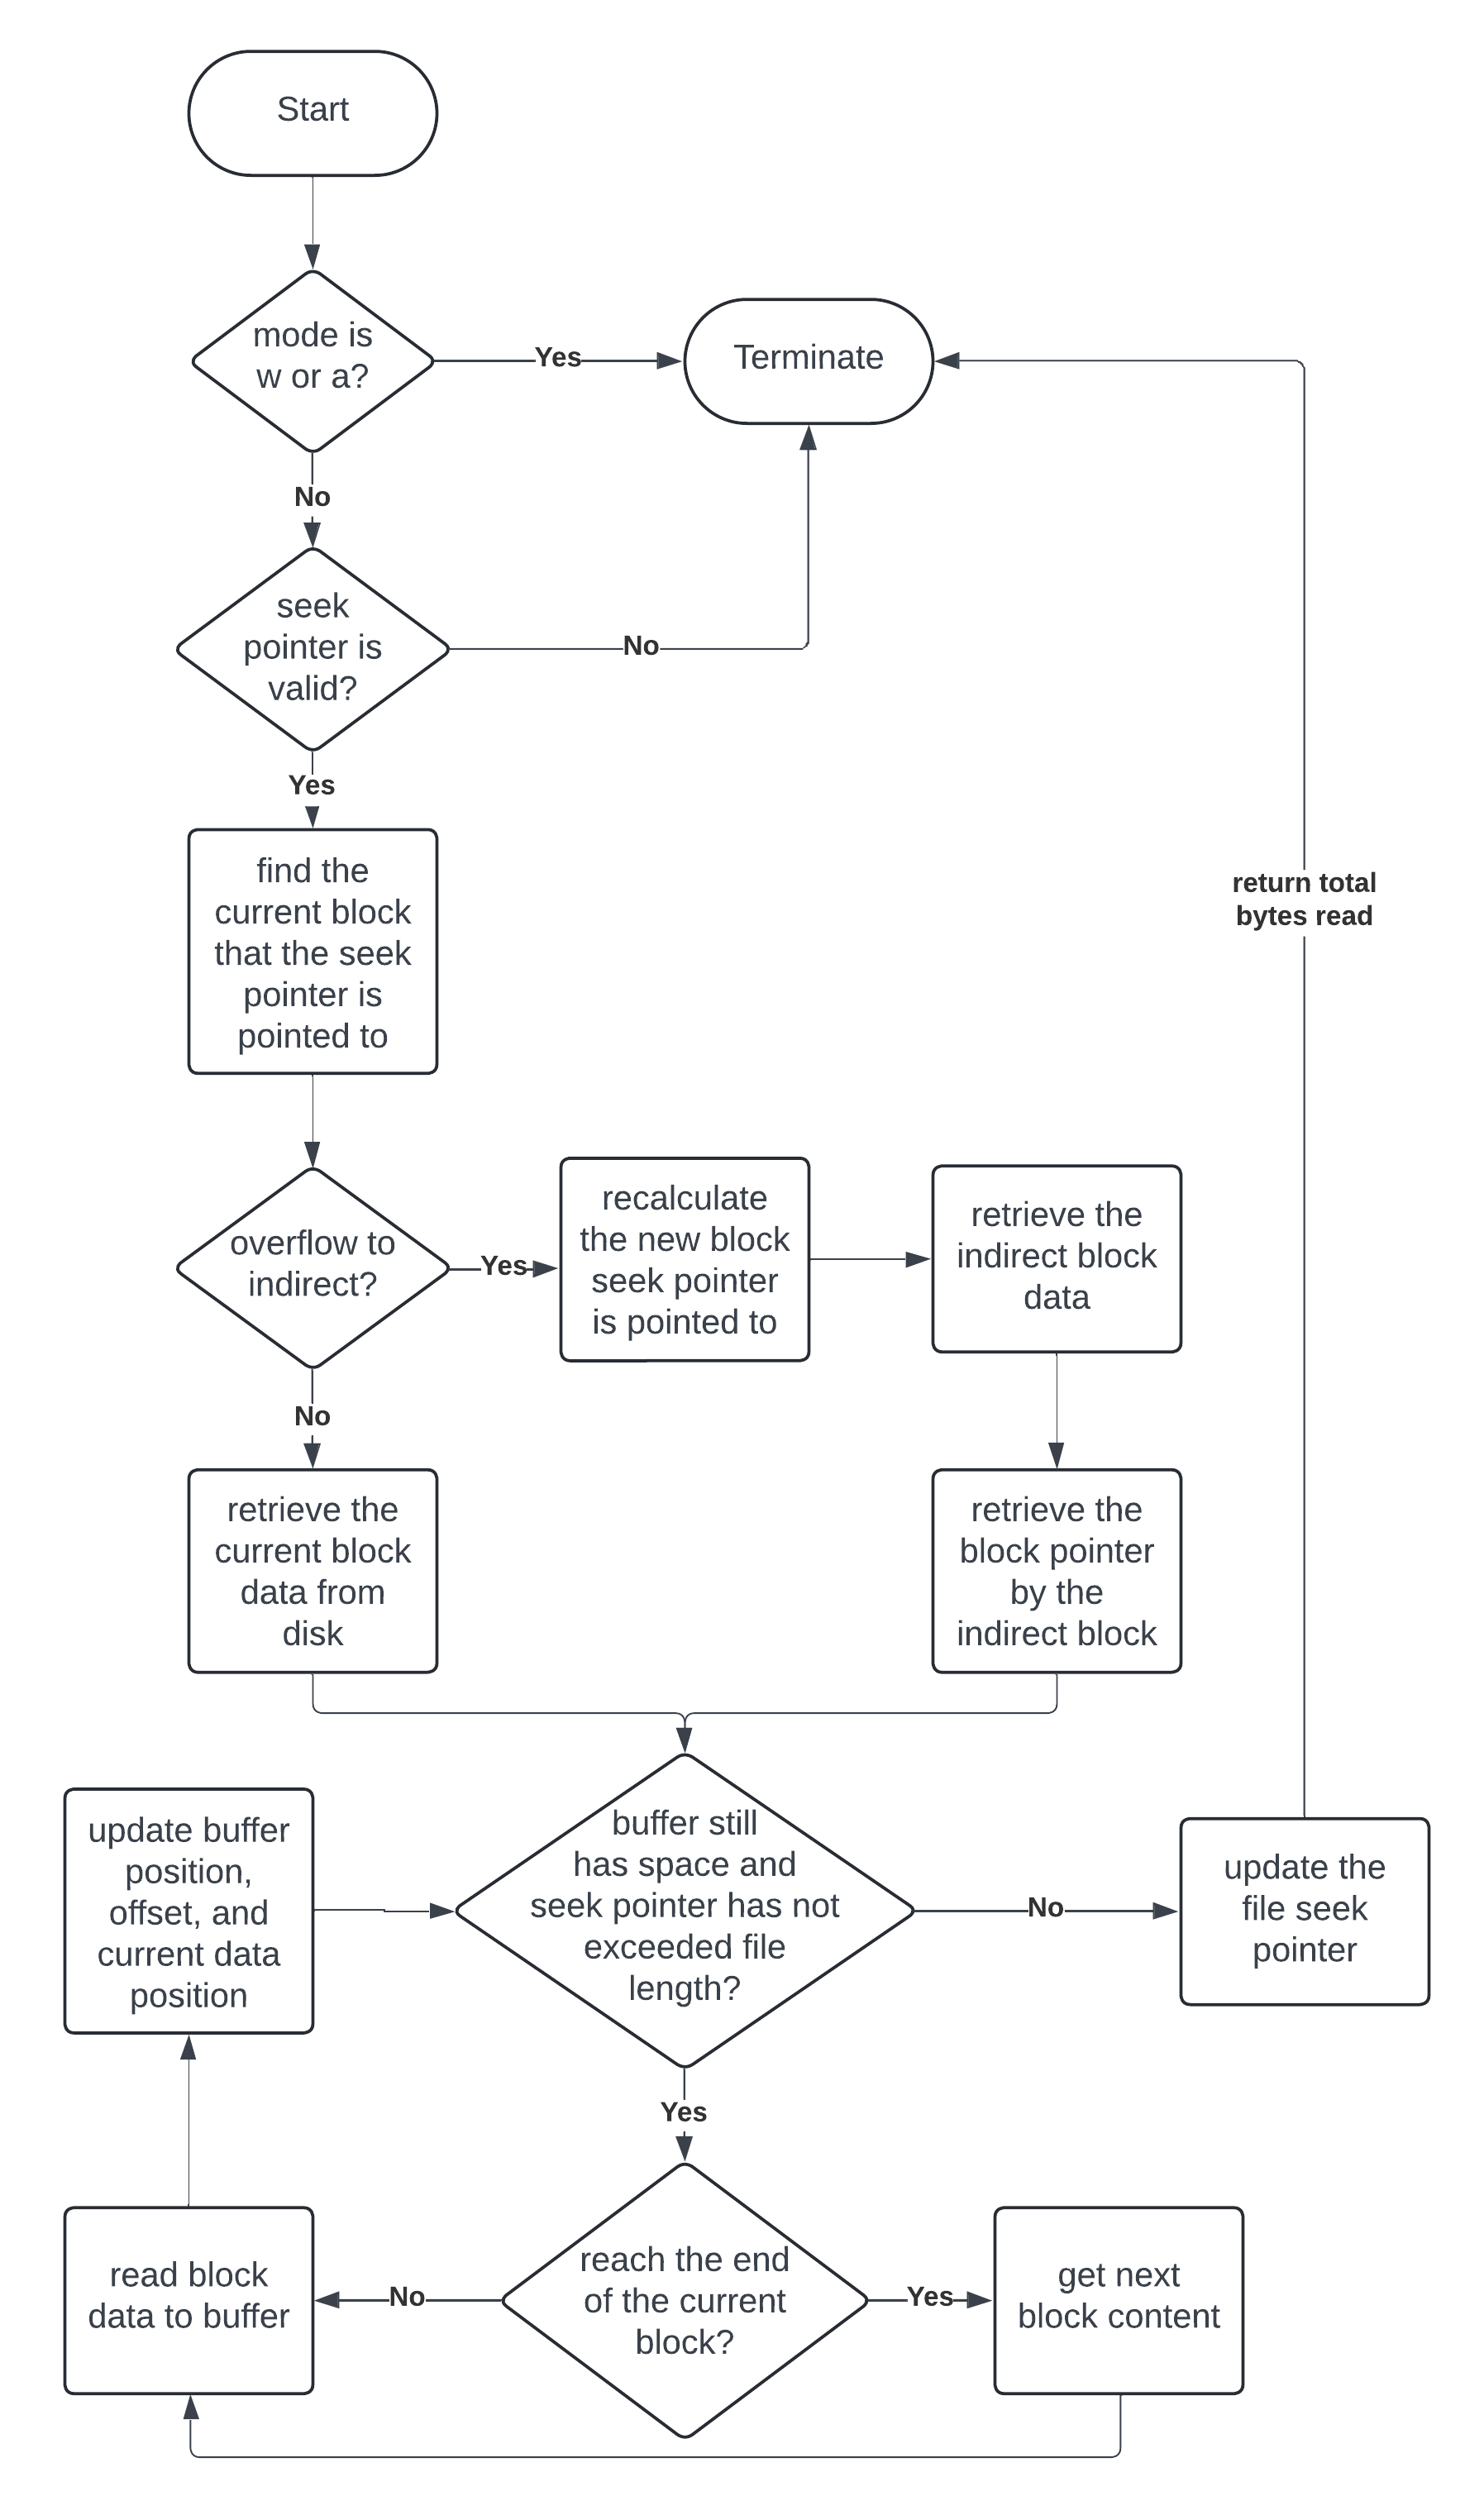 Start
mode is
w or a?
Yes
Terminate
No
seek
pointer is
valid?
No
Yes
find the
current block
that the seek
pointer is
pointed to
return total
bytes read
overflow to
indirect?
Yes
recalculate
the new block
seek pointer
is pointed to
retrieve the
indirect block
data
No
retrieve the
current block
data from
disk
retrieve the
block pointer
by the
indirect block
update buffer
position,
offset, and
current data
position
buffer still
has space and
seek pointer has not
exceeded file
length?
No
update the
file seek
pointer
Yes
read block
data to buffer
No
reach the end
of the current
block?
Yes
get next
block content